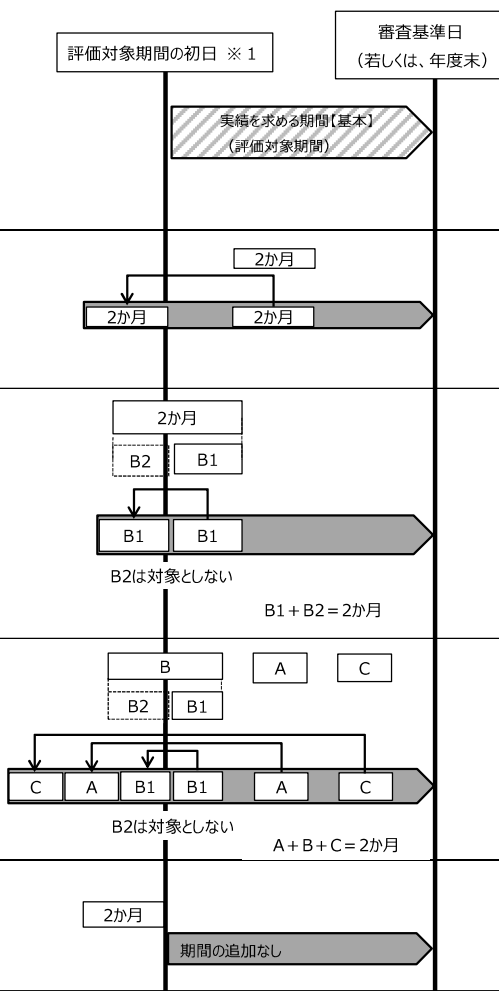 評価対象期間の初日 ※１
審査基準日
（若しくは、年度末）
実績を求める期間【基本】
（評価対象期間）
2か月
2か月
2か月
2か月
B2
B1
B1
B1
B2は対象としない
B1＋B2＝2か月
B
A
C
B2
B1
C
A
B1
B1
A
C
B2は対象としない
A＋B＋C＝2か月
2か月
期間の追加なし